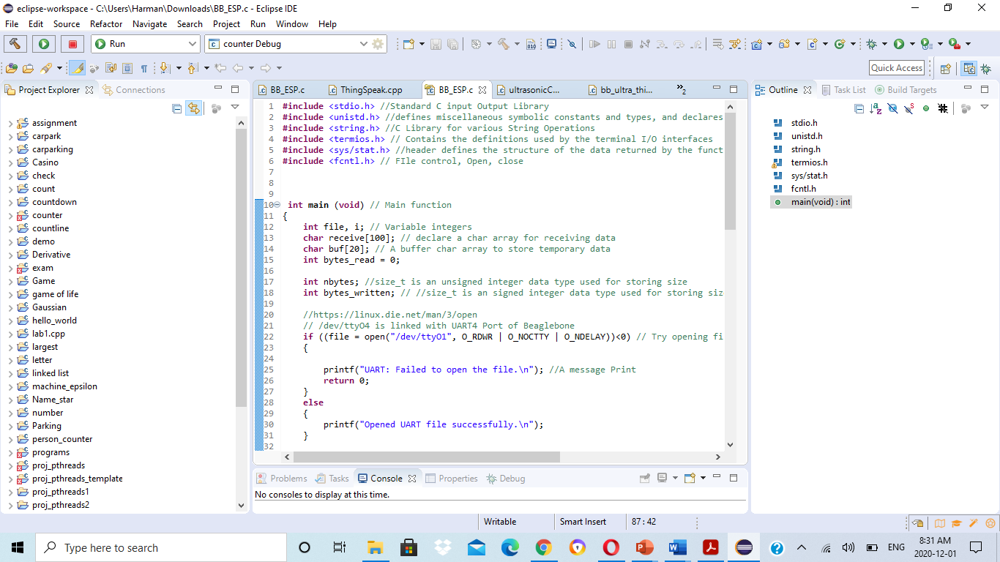 eclipse-workspace - C:\Users\Harman\Downloads\BB_ESP.c - Eclipse IDE
File Edit Source Refactor Navigate Search Project Run Window Help
Run counter Debug
Quick Access
Project Explorer Connections
assignment
carpark
carparking
Casino
check
count
countdown
counter
countline
demo
Derivative
exam
Game
game of life
Gaussian
hello_world
lab1.cpp
largest
letter
linked list
machine_epsilon
Name_star
number
Parking
person_counter
programs
proj_pthreads
proj_pthreads_template
proj_pthreads1
proj_pthreads2
BB_ESP.c ThingSpeak.cpp BB_ESP.c ultrasonicC... bb_ultra_thi... »2
1 #include <stdio.h> //Standard C input Output Library
2 #include <unistd.h> //defines miscellaneous symbolic constants and types, and declares
3 #include <string.h> //C Library for various String Operations
4 #include <termios.h> // Contains the definitions used by the terminal I/O interfaces
5 #include <sys/stat.h> //header defines the structure of the data returned by the funct
6 #include <fcntl.h> // FIle control, Open, close
7
8
9
10 int main (void) // Main function
11 {
12 int file, i; // Variable integers
13 char receive[100]; // declare a char array for receiving data
14 char buf[20]; // A buffer char array to store temporary data
15 int bytes_read = 0;
16
17 int nbytes; //size_t is an unsigned integer data type used for storing size
18 int bytes_written; // //size_t is an signed integer data type used for storing siz
19
20 //https://linux.die.net/man/3/open
21 // /dev/ttyO4 is linked with UART4 Port of Beaglebone
22 if ((file = open("/dev/ttyO1", O_RDWR | O_NOCTTY | O_NDELAY))<0) // Try opening fi
23 {
24
25 printf("UART: Failed to open the file.\n"); //A message Print
26 return 0;
27 }
28 else
29 {
30 printf("Opened UART file successfully.\n");
31 }
32
Problems Tasks Console Properties Debug
No consoles to display at this time.
Outline Task List Build Targets
stdio.h
unistd.h
string.h
termios.h
sys/stat.h
fcntl.h
main(void) : int
Writable Smart Insert 87 : 42
Type here to search
ENG
8:31 AM
2020-12-01